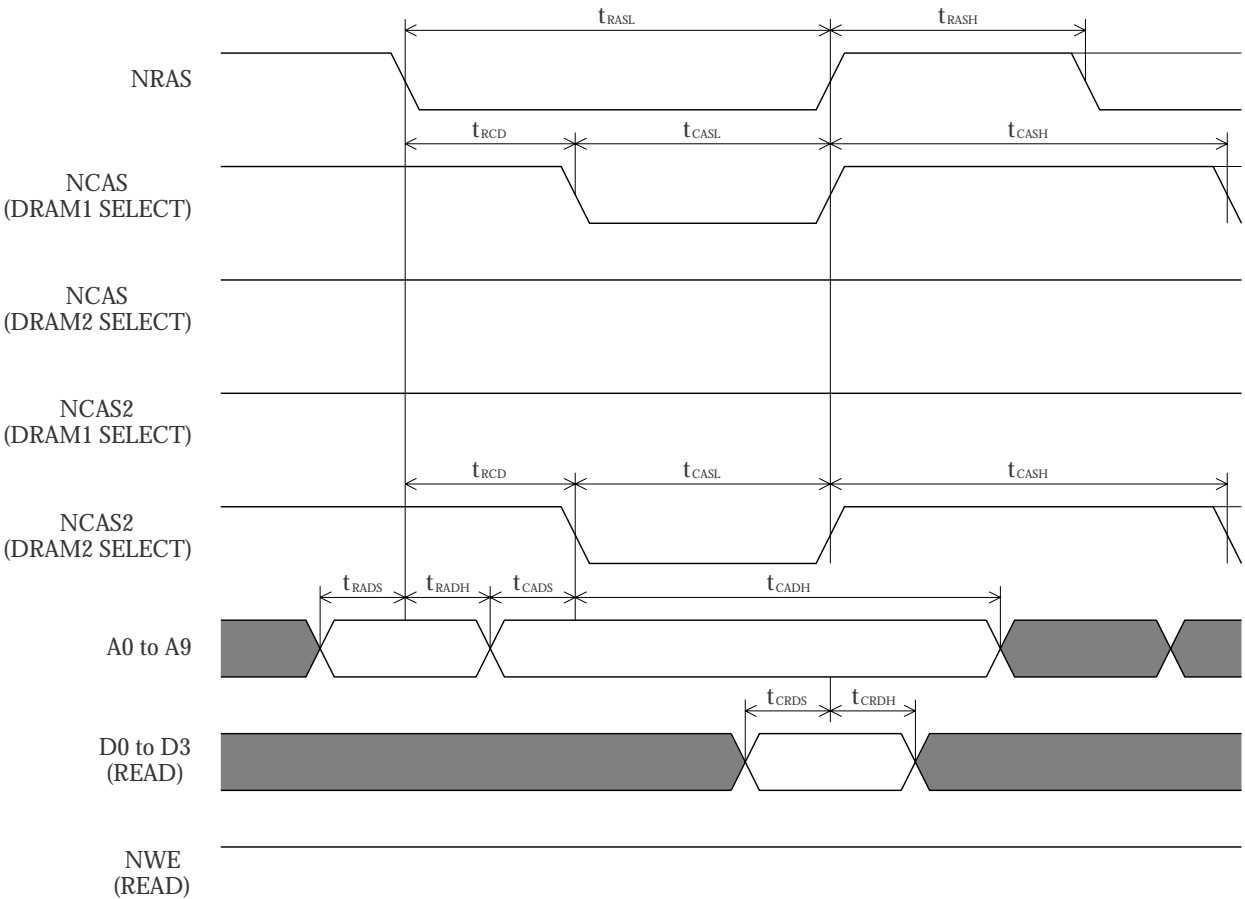 tRASL tRASH
NRAS
tRCD tCASL tCASH
NCAS
(DRAM1 SELECT)
NCAS
(DRAM2 SELECT)
NCAS2
(DRAM1 SELECT)
tRCD tCASL tCASH
NCAS2
(DRAM2 SELECT)
tRADS tRADH tCADS tCADH
A0 to A9
tCRDS tCRDH
D0 to D3
(READ)
NWE
(READ)